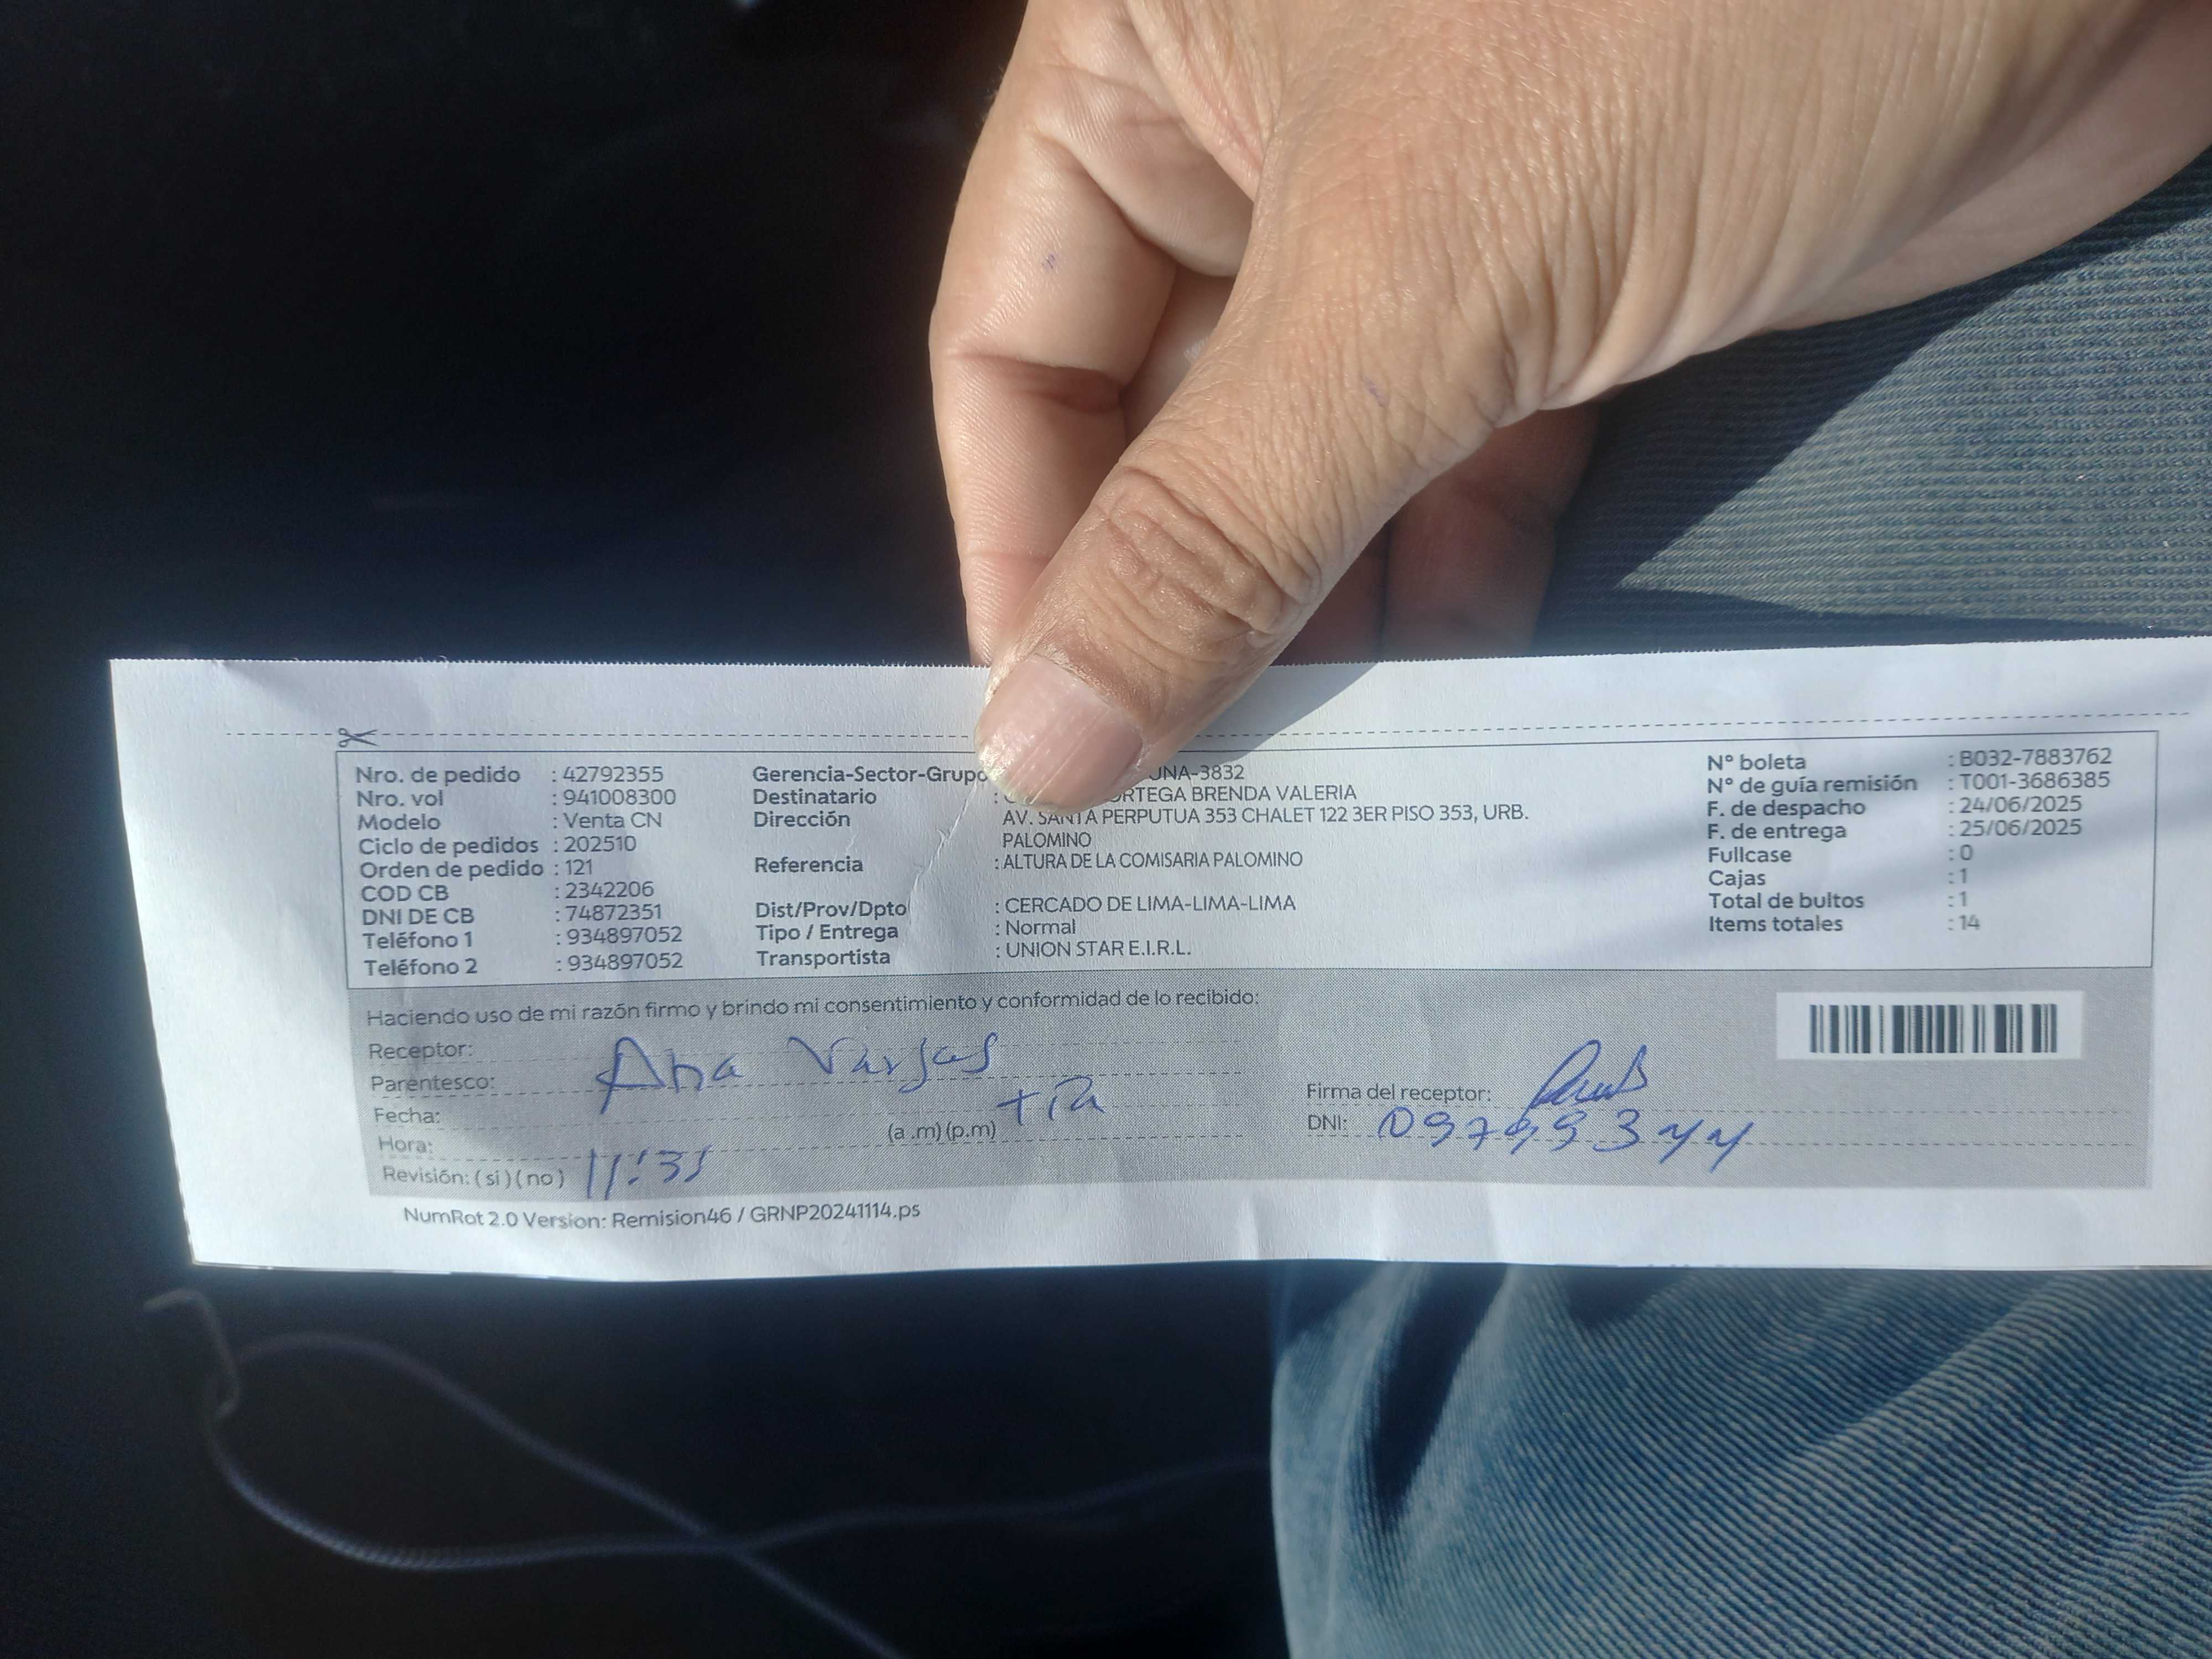 Nro. de pedido : 42792355
Nro. vol : 941008300
Modelo : Venta CN
Ciclo de pedidos : 202510
Orden de pedido : 121
COD CB : 2342206
DNI DE CB : 74872351
Teléfono 1 : 934897052
Teléfono 2 : 934897052
Gerencia-Sector-Grupo UNA-3832
Destinatario : BRENDA VALERIA
Dirección AV. SANTA PERPUTUA 353 CHALET 122 3ER PISO 353, URB.
PALOMINO
Referencia : ALTURA DE LA COMISARIA PALOMINO
Dist/Prov/Dpto : CERCADO DE LIMA-LIMA-LIMA
Tipo / Entrega : Normal
Transportista : UNION STAR E.I.R.L.
N° boleta : B032-7883762
N° de guía remisión : T001-3686385
F. de despacho : 24/06/2025
F. de entrega : 25/06/2025
Fullcase : 0
Cajas : 1
Total de bultos : 1
Items totales : 14
Haciendo uso de mi razón firmo y brindo mi consentimiento y conformidad de lo recibido:
Receptor: Ana Vargas
Parentesco: tía
Fecha:
Hora: (a .m) (p.m)
Revisión: ( si ) ( no ) 11:35
Firma del receptor:
DNI:
NumRot 2.0 Version: Remision46 / GRNP20241114.ps